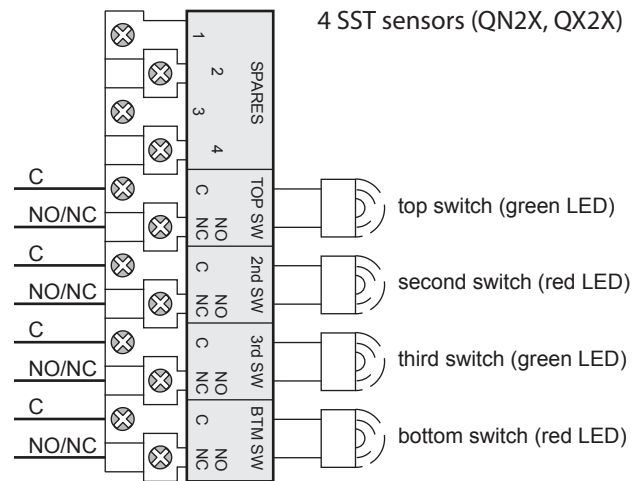 4 SST sensors (QN2X, QX2X)
1
2
3
4
SPARES
C
NO/NC
C
NO
NC
TOP SW
top switch (green LED)
C
NO/NC
C
NO
NC
2nd SW
second switch (red LED)
C
NO/NC
C
NO
NC
3rd SW
third switch (green LED)
C
NO/NC
C
NO
NC
BTM SW
bottom switch (red LED)